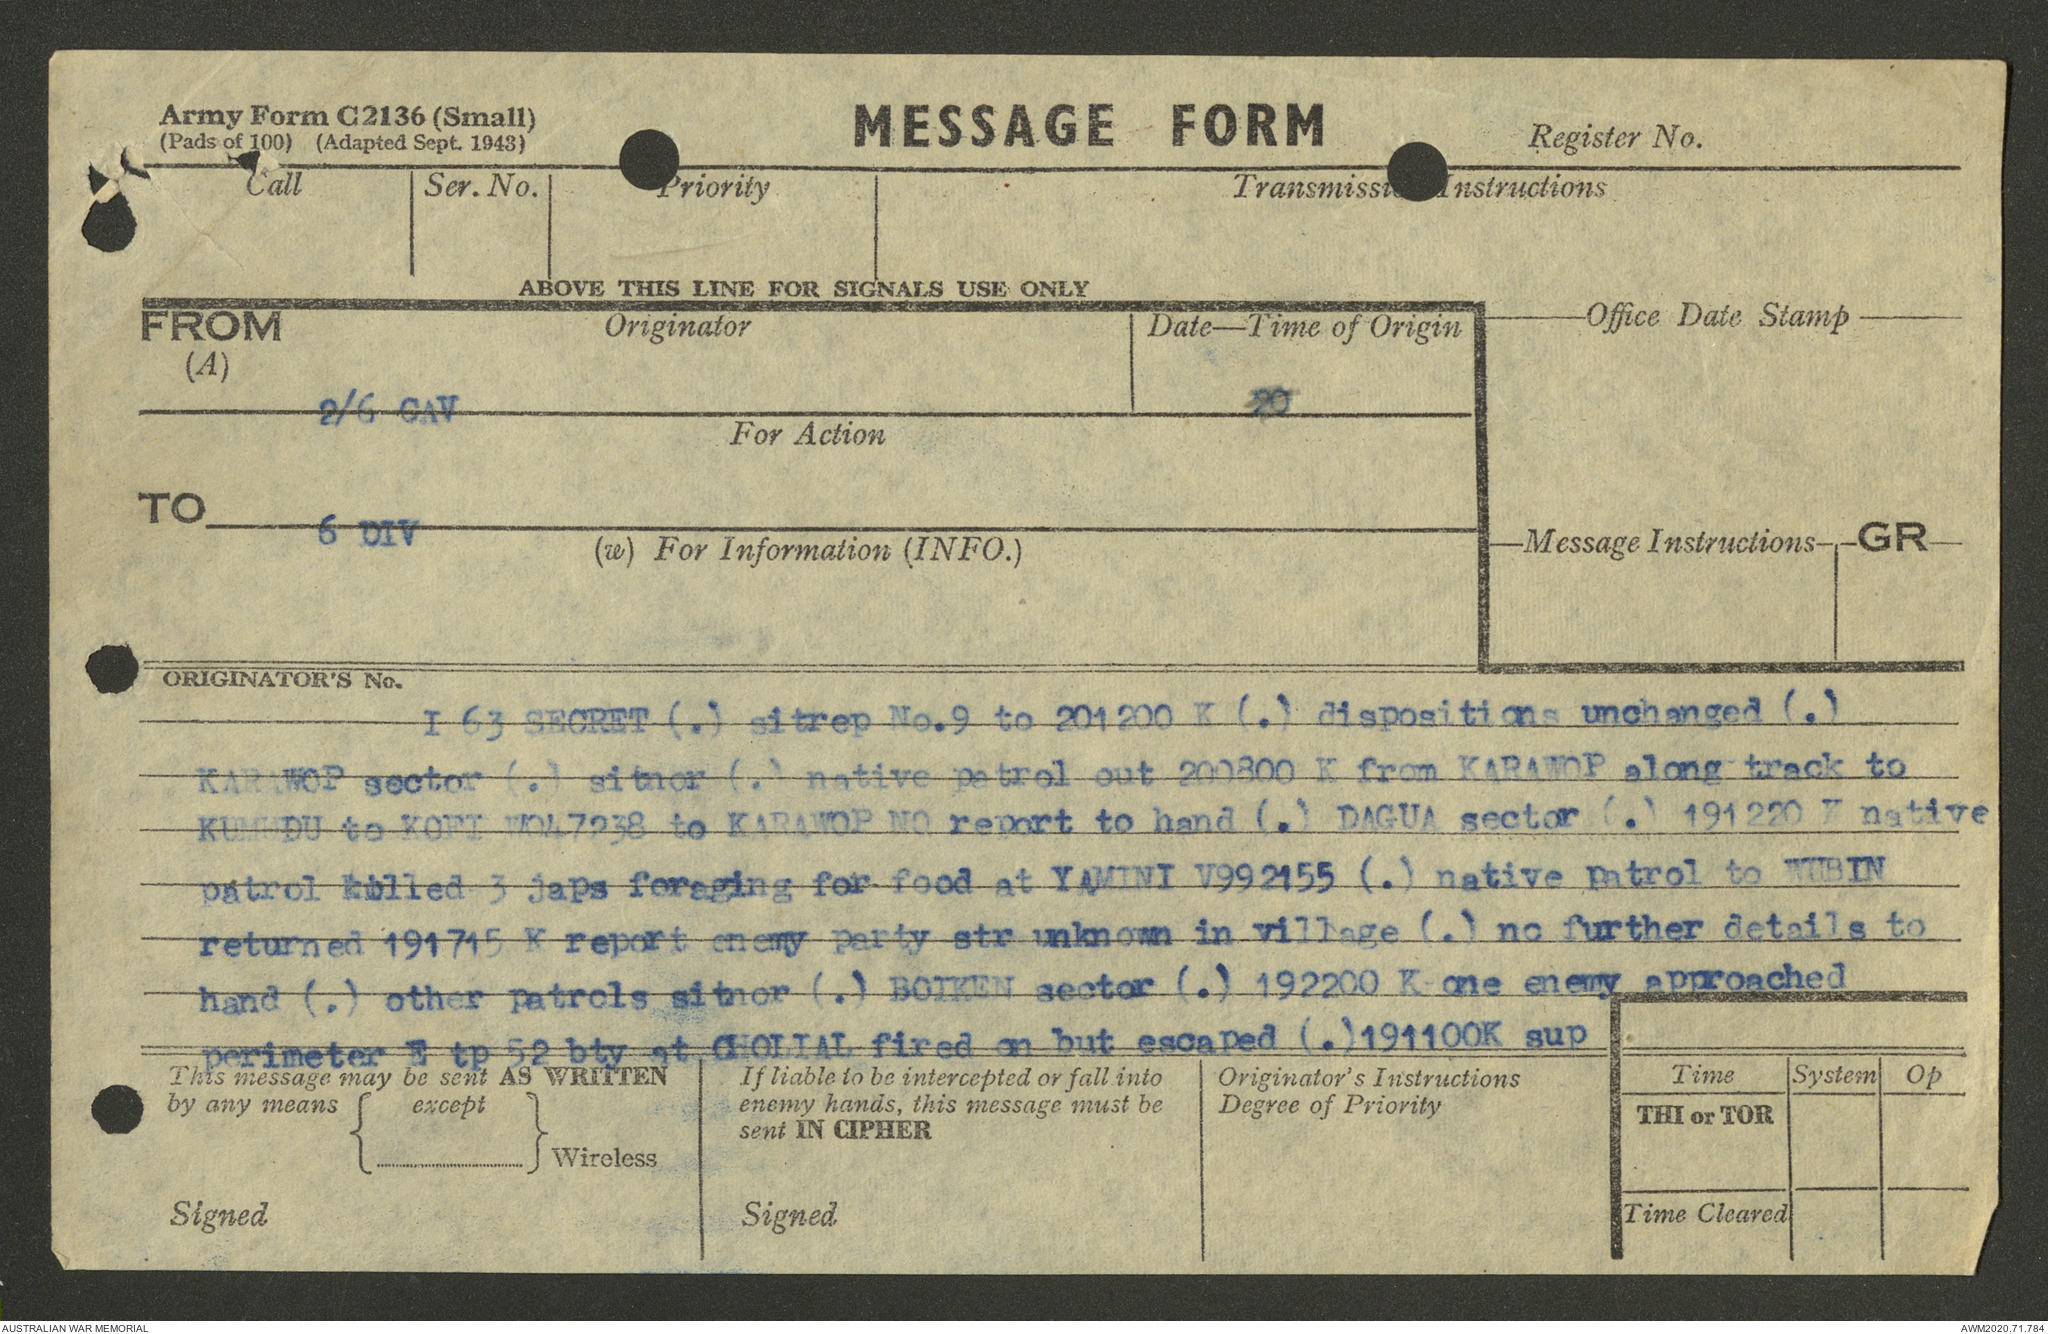 Army Form C2136 (Small)
(Pads of 100) (Adapted Sept. 1943)
MESSAGE FORM
Register No.
Call
Ser. No.
Priority
Transmissi Instructions
ABOVE THIS LINE FOR SIGNALS USE ONLY
FROM
(A)
Originator
Date—Time of Origin
Office Date Stamp
2/6 CAV
20
For Action
TO
6 DIV
(w) For Information (INFO.)
Message Instructions
GR
ORIGINATOR'S No.
I 63 SECRET (.) sitrep No.9 to 201200 K (.) dispositions unchanged (.)
KARAWOP sector (.) sitnor (.) native patrol out 200800 K from KARAWOP along track to
to KOFI to KARAWOP NO report to hand (.) DAGUA sector (.) 191220 K native
patrol killed 3 japs foraging for food at YAMINI V992155 (.) native patrol to WUBIN
returned 191715 K report enemy party str unknown in village (.) no further details to
hand (.) other patrols sitnor (.) BOIKEN sector (.) 192200 K one enemy approached
perimeter E tp 52 bty at CHOLIAL fired on but escaped (.)191100K sup
This message may be sent AS WRITTEN
by any means { except } Wireless
Signed
If liable to be intercepted or fall into
enemy hands, this message must be
sent IN CIPHER
Signed
Originator's Instructions
Degree of Priority
Time
System
Op
THI or TOR
Time Cleared
AUSTRALIAN WAR MEMORIAL
AWM2020.71.784